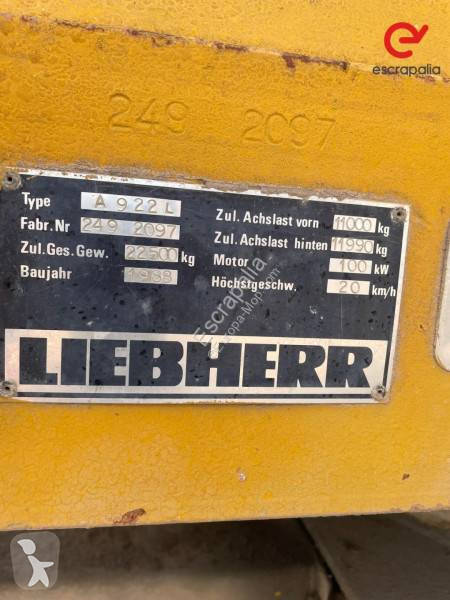 escrapalia
249 2097
Type A 922 L
Fabr. Nr 249 2097
Zul. Ges. Gew. 22500 kg
Baujahr 1988
Zul. Achslast vorn 11000 kg
Zul. Achslast hinten 11990 kg
Motor 100 kW
Höchstgeschw. 20 km/h
LIEBHERR
Escrapalia